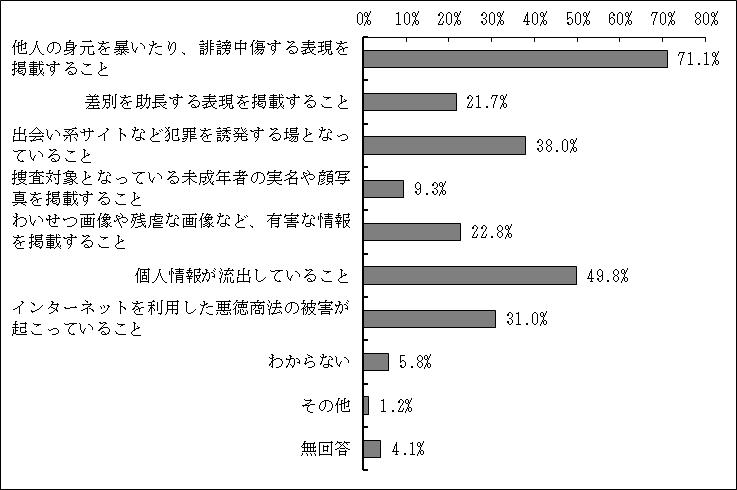 0% 10% 20% 30% 40% 50% 60% 70% 80%
他人の身元を暴いたり、誹謗中傷する表現を
掲載すること
71.1%
差別を助長する表現を掲載すること
21.7%
出会い系サイトなど犯罪を誘発する場となっ
ていること
38.0%
捜査対象となっている未成年者の実名や顔写
真を掲載すること
9.3%
わいせつ画像や残虐な画像など、有害な情報
を掲載すること
22.8%
個人情報が流出していること
49.8%
インターネットを利用した悪徳商法の被害が
起こっていること
31.0%
わからない
5.8%
その他
1.2%
無回答
4.1%